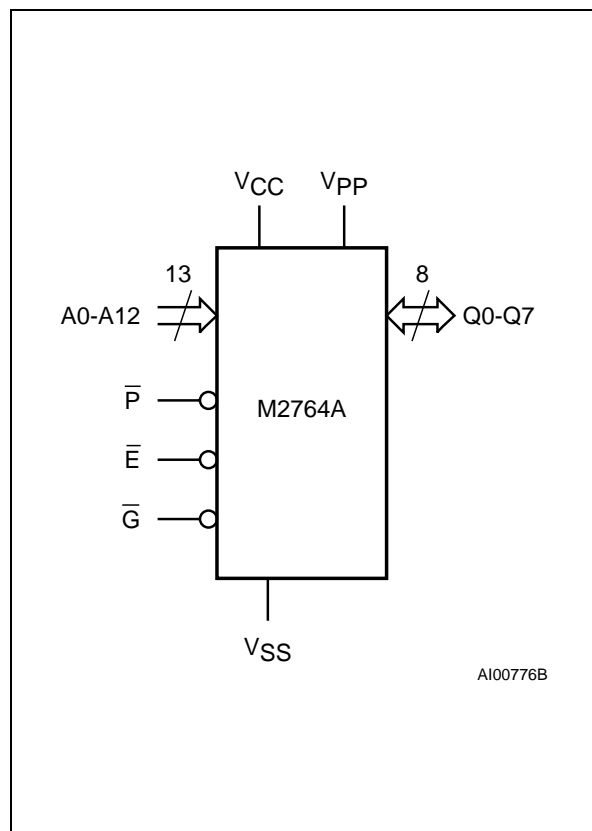 VCC VPP
13 8
A0-A12 Q0-Q7
P̅
M2764A
E̅
G̅
VSS
AI00776B